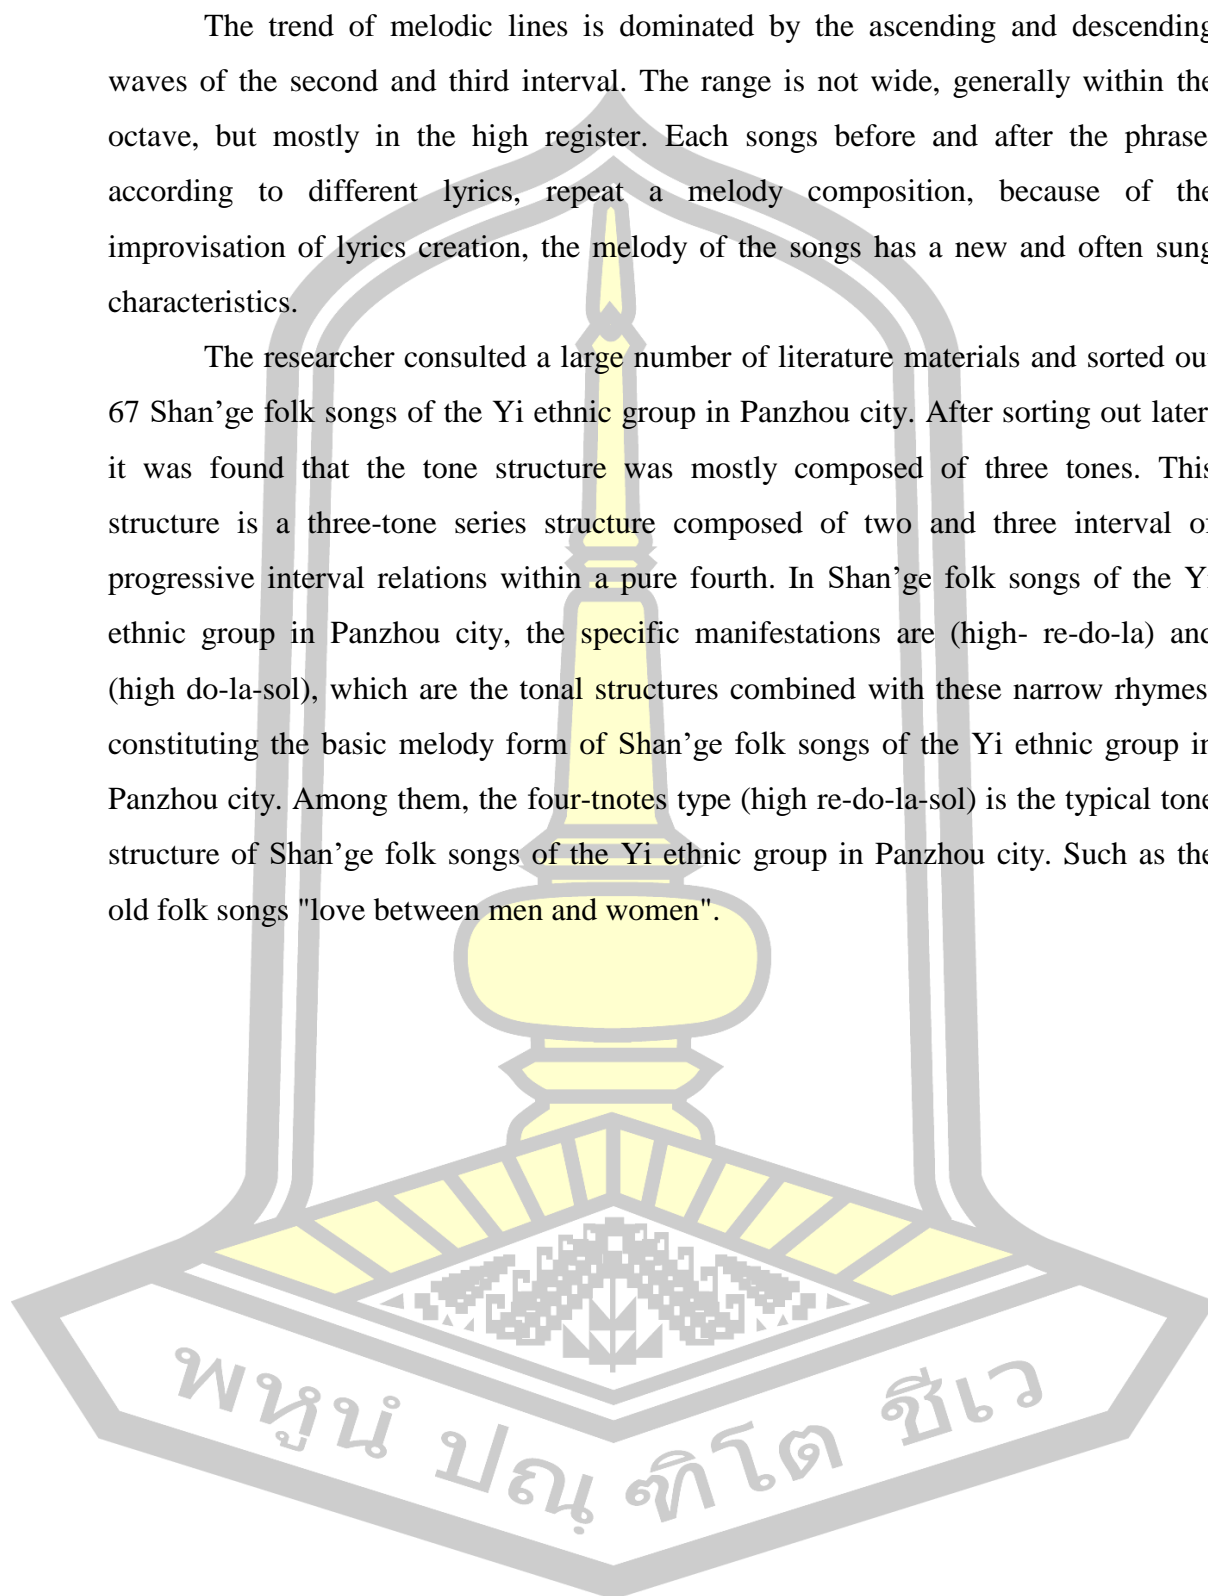 The trend of melodic lines is dominated by the ascending and descending
waves of the second and third interval. The range is not wide, generally within the
octave, but mostly in the high register. Each songs before and after the phrase
according to different lyrics, repeat a melody composition, because of the
improvisation of lyrics creation, the melody of the songs has a new and often sung
characteristics.
The researcher consulted a large number of literature materials and sorted out
67 Shan’ge folk songs of the Yi ethnic group in Panzhou city. After sorting out later
it was found that the tone structure was mostly composed of three tones. This
structure is a three-tone series structure composed of two and three interval of
progressive interval relations within a pure fourth. In Shan’ge folk songs of the Yi
ethnic group in Panzhou city, the specific manifestations are (high- re-do-la) and
(high do-la-sol), which are the tonal structures combined with these narrow rhymes
constituting the basic melody form of Shan’ge folk songs of the Yi ethnic group in
Panzhou city. Among them, the four-tnotes type (high re-do-la-sol) is the typical tone
structure of Shan’ge folk songs of the Yi ethnic group in Panzhou city. Such as the
old folk songs "love between men and women".
พหูนํ ปณฺฑิโต ชีเว